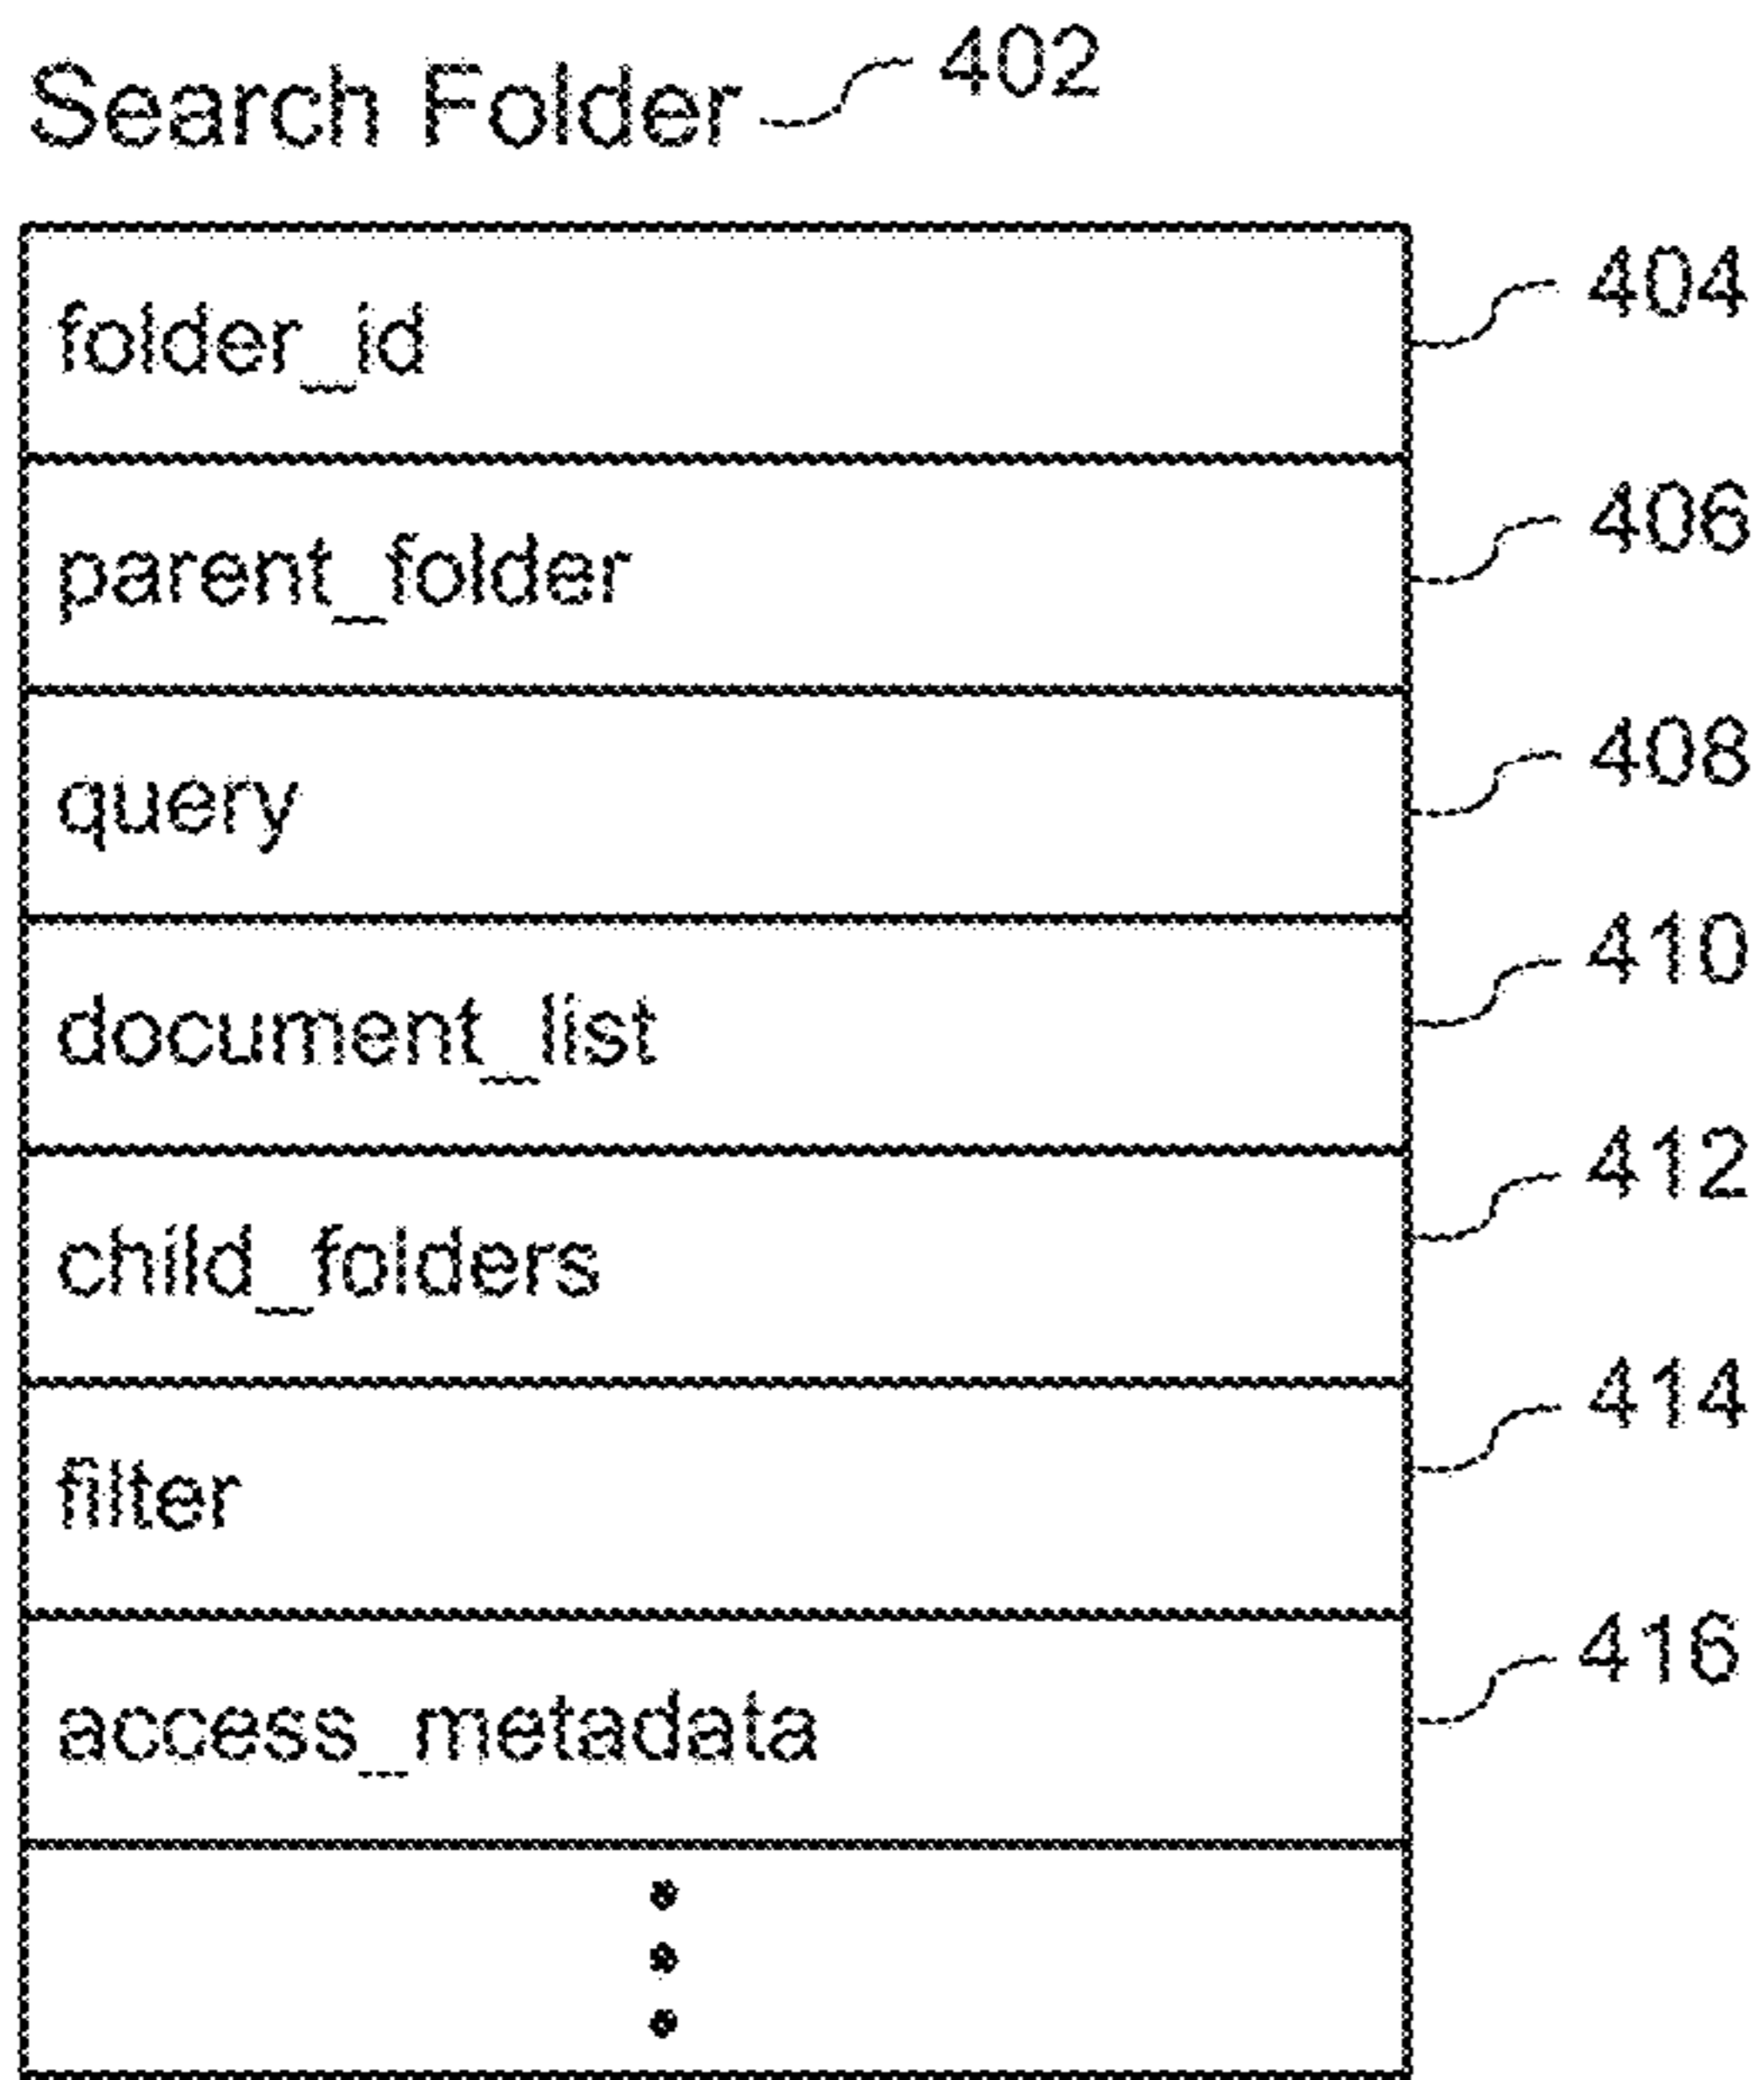 Search Folder 402
folder_id 404
parent_folder 406
query 408
document_list 410
child_folders 412
filter 414
access_metadata 416